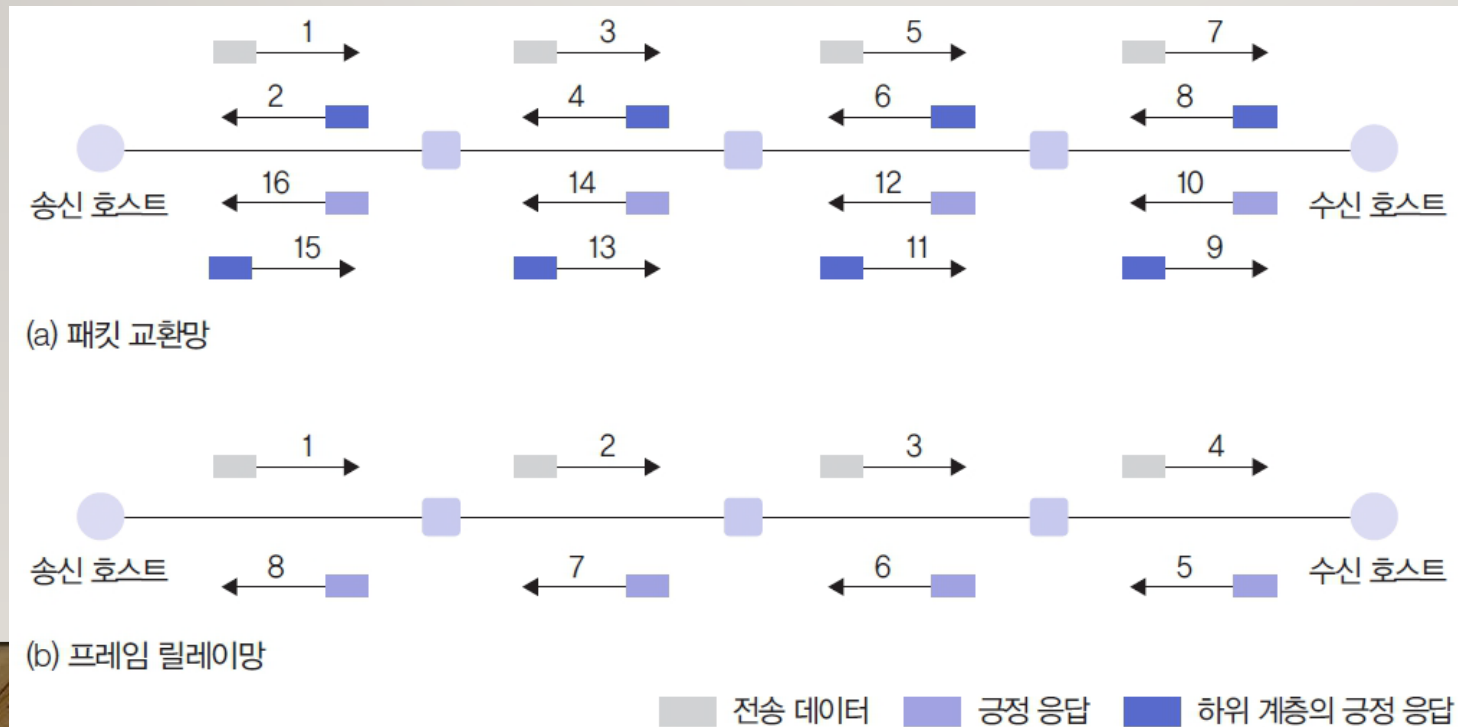 1 3 5 7
2 4 6 8
16 14 12 10
송신 호스트 수신 호스트
15 13 11 9
(a) 패킷 교환망
1 2 3 4
송신 호스트 8 7 6 5 수신 호스트
(b) 프레임 릴레이망
전송 데이터 긍정 응답 하위 계층의 긍정 응답